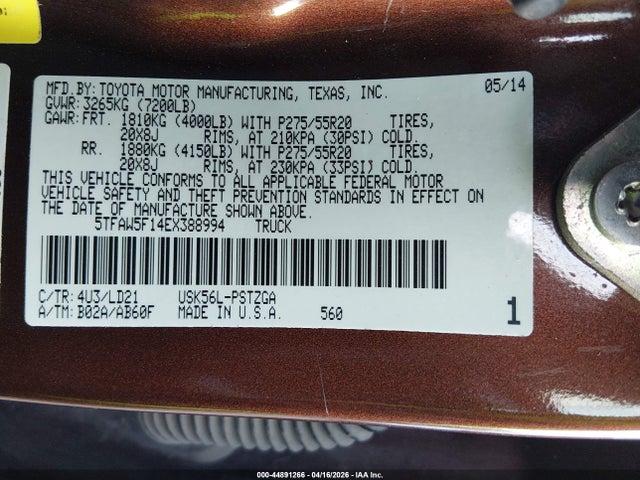 MFD.BY: TOYOTA MOTOR MANUFACTURING, TEXAS, INC. 05/14
GVWR: 3265KG (7200LB)
GAWR: FRT. 1810KG (4000LB) WITH P275/55R20 TIRES,
20X8J RIMS, AT 210KPA (30PSI) COLD.
RR. 1880KG (4150LB) WITH P275/55R20 TIRES,
20X8J RIMS, AT 230KPA (33PSI) COLD.
THIS VEHICLE CONFORMS TO ALL APPLICABLE FEDERAL MOTOR
VEHICLE SAFETY AND THEFT PREVENTION STANDARDS IN EFFECT ON
THE DATE OF MANUFACTURE SHOWN ABOVE.
5TFAW5F14EX388994 TRUCK
C/TR: 4U3/LD21 USK56L-PSTZGA
A/TM: B02A/AB60F MADE IN U.S.A. 560 1
000-44891266 - 04/16/2026 - IAA Inc.